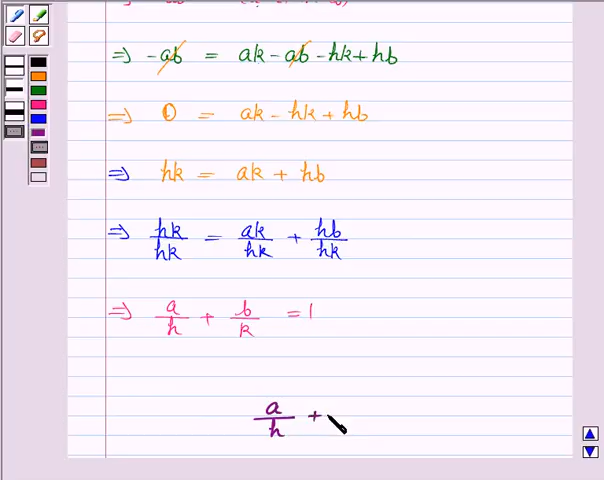 ⇒ -ab = ak - ab - hk + hb
⇒ 0 = ak - hk + hb
⇒ hk = ak + hb
⇒ hk/hk = ak/hk + hb/hk
⇒ a/h + b/k = 1
a/h +